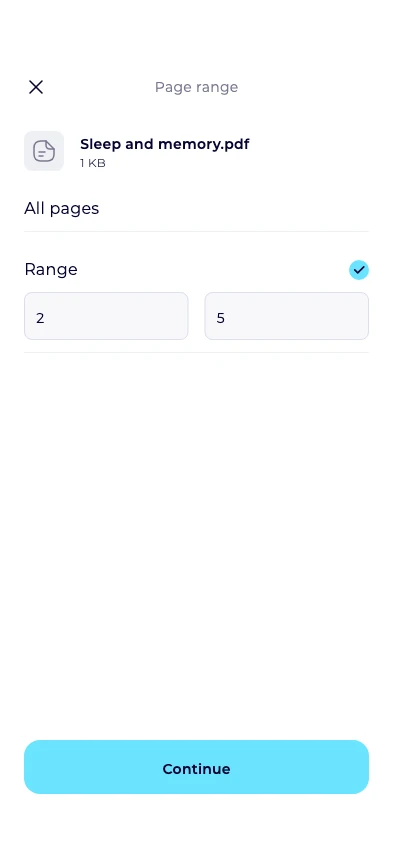 Page range
Sleep and memory.pdf
1 KB
All pages
Range
2
5
Continue